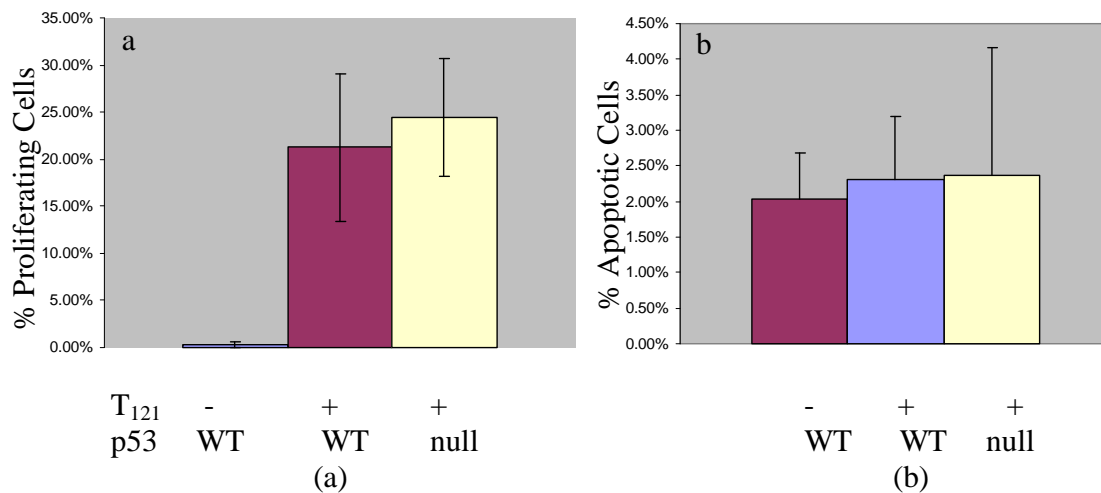 a
35.00%
30.00%
25.00%
20.00%
15.00%
10.00%
5.00%
0.00%
% Proliferating Cells
b
4.50%
4.00%
3.50%
3.00%
2.50%
2.00%
1.50%
1.00%
0.50%
0.00%
% Apoptotic Cells
T121 - + +
p53 WT WT null
(a)
- + +
WT WT null
(b)